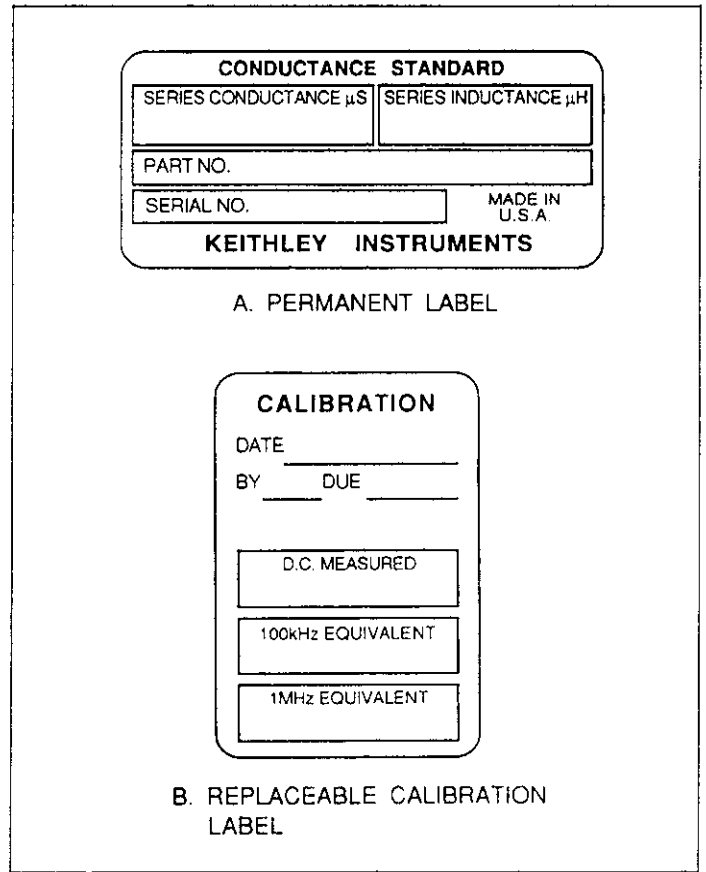 CONDUCTANCE STANDARD
SERIES CONDUCTANCE µS SERIES INDUCTANCE µH
PART NO.
SERIAL NO. MADE IN
U.S.A.
KEITHLEY INSTRUMENTS
A. PERMANENT LABEL
CALIBRATION
DATE
BY DUE
D.C. MEASURED
100kHz EQUIVALENT
1MHz EQUIVALENT
B. REPLACEABLE CALIBRATION
LABEL